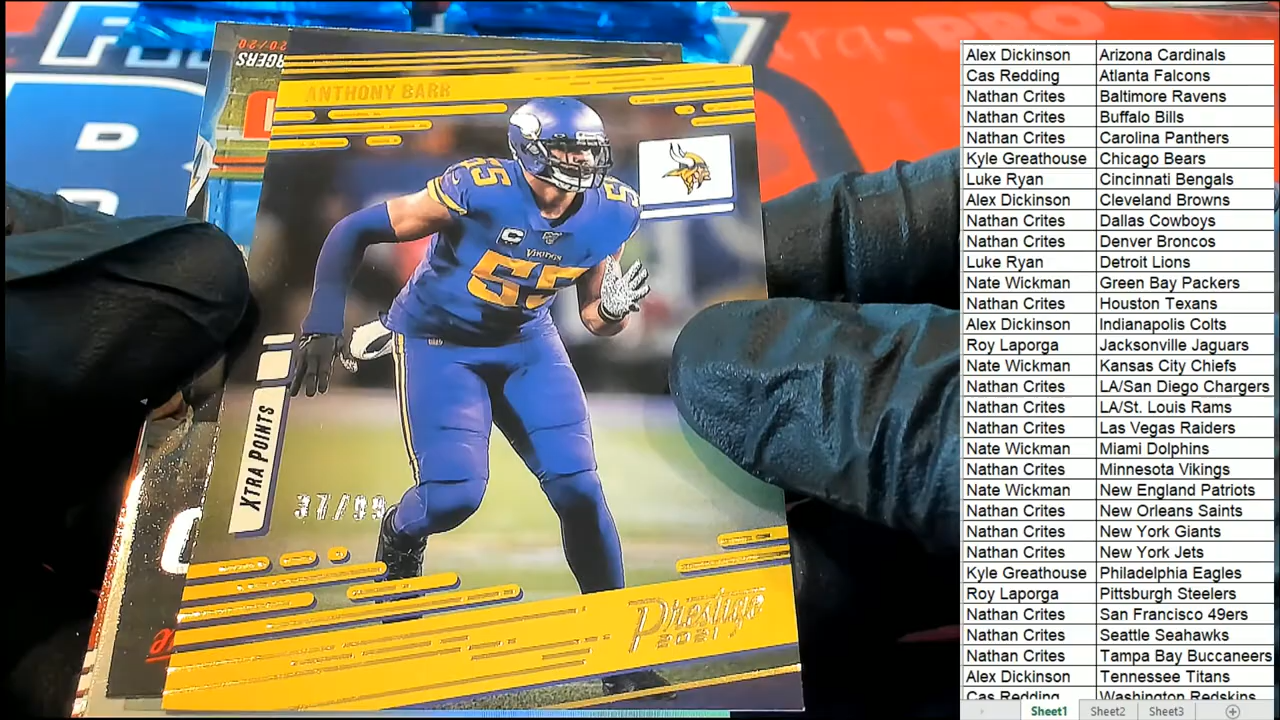 RGERS
20/20
ANTHONY BARR
55
5
VIKINGS
55
C
XTRA POINTS
37/99
Prestige
2021
Alex Dickinson Arizona Cardinals
Cas Redding Atlanta Falcons
Nathan Crites Baltimore Ravens
Nathan Crites Buffalo Bills
Nathan Crites Carolina Panthers
Kyle Greathouse Chicago Bears
Luke Ryan Cincinnati Bengals
Alex Dickinson Cleveland Browns
Nathan Crites Dallas Cowboys
Nathan Crites Denver Broncos
Luke Ryan Detroit Lions
Nate Wickman Green Bay Packers
Nathan Crites Houston Texans
Alex Dickinson Indianapolis Colts
Roy Laporga Jacksonville Jaguars
Nate Wickman Kansas City Chiefs
Nathan Crites LA/San Diego Chargers
Nathan Crites LA/St. Louis Rams
Nathan Crites Las Vegas Raiders
Nate Wickman Miami Dolphins
Nathan Crites Minnesota Vikings
Nate Wickman New England Patriots
Nathan Crites New Orleans Saints
Nathan Crites New York Giants
Nathan Crites New York Jets
Kyle Greathouse Philadelphia Eagles
Roy Laporga Pittsburgh Steelers
Nathan Crites San Francisco 49ers
Nathan Crites Seattle Seahawks
Nathan Crites Tampa Bay Buccaneers
Alex Dickinson Tennessee Titans
Cas Redding Washington Redskins
Sheet1 Sheet2 Sheet3